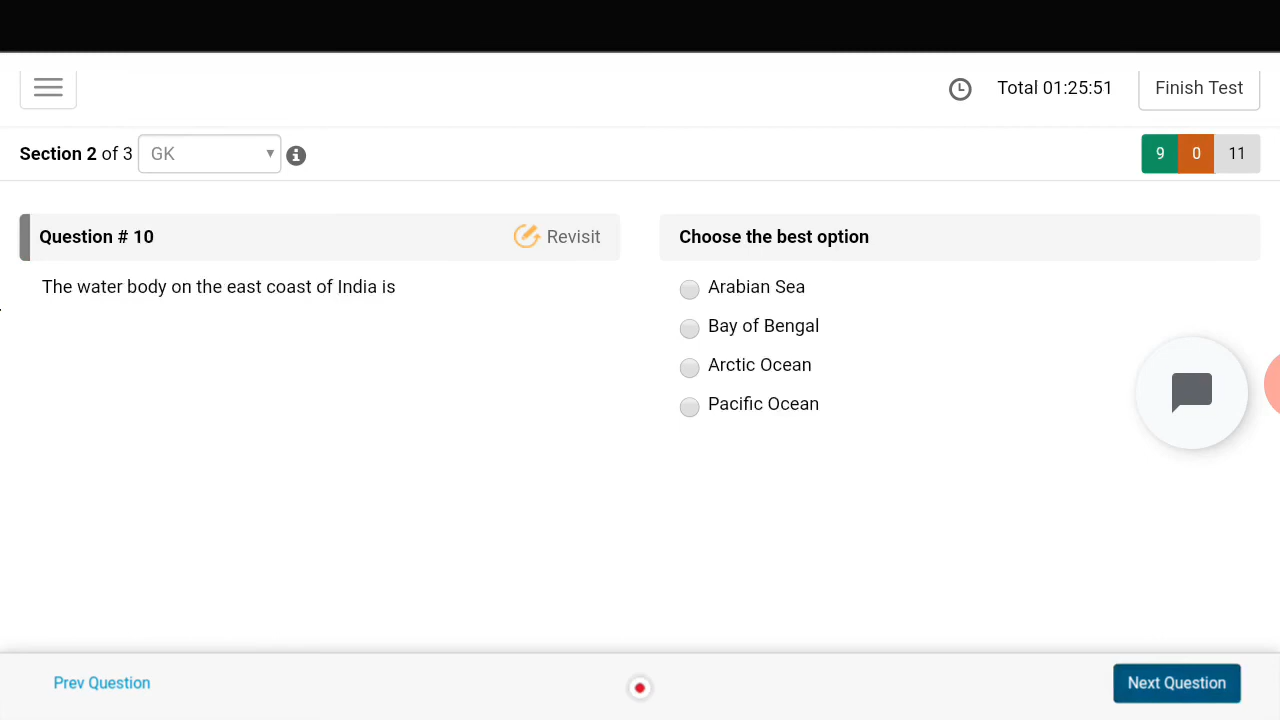 Total 01:25:51
Finish Test
Section 2 of 3 GK
9 0 11
Question # 10
Revisit
The water body on the east coast of India is
Choose the best option
Arabian Sea
Bay of Bengal
Arctic Ocean
Pacific Ocean
Prev Question
Next Question